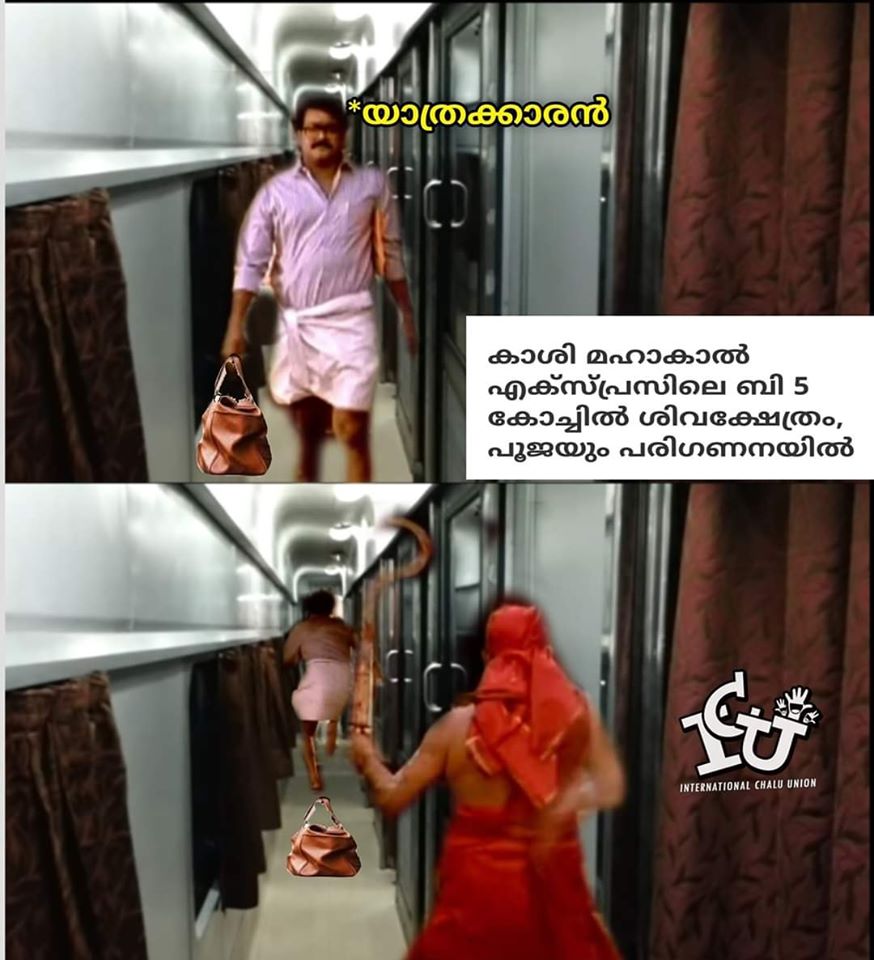 *യാത്രക്കാരൻ
കാശി മഹാകാൽ
എക്സ്പ്രസിലെ ബി 5
കോച്ചിൽ ശിവക്ഷേത്രം,
പൂജയും പരിഗണനയിൽ
ICU
INTERNATIONAL CHALU UNION